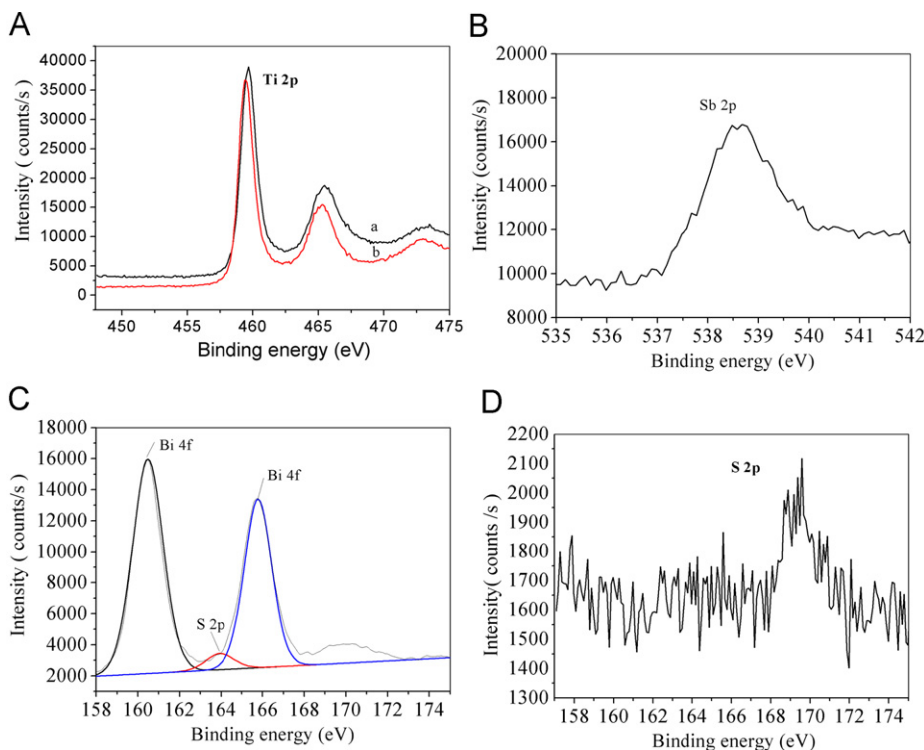 A
Intensity ( counts/s)
40000
35000
30000
25000
20000
15000
10000
5000
0
Ti 2p
a
b
450 455 460 465 470 475
Binding energy (eV)
B
Intensity (counts/s)
20000
18000
16000
14000
12000
10000
8000
Sb 2p
535 536 537 538 539 540 541 542
Binding energy (eV)
C
Intensity ( counts/s)
18000
16000
14000
12000
10000
8000
6000
4000
2000
Bi 4f
Bi 4f
S 2p
158 160 162 164 166 168 170 172 174
Binding energy (eV)
D
Intensity( counts /s)
2200
2100
2000
1900
1800
1700
1600
1500
1400
1300
S 2p
158 160 162 164 166 168 170 172 174
Binding energy (eV)